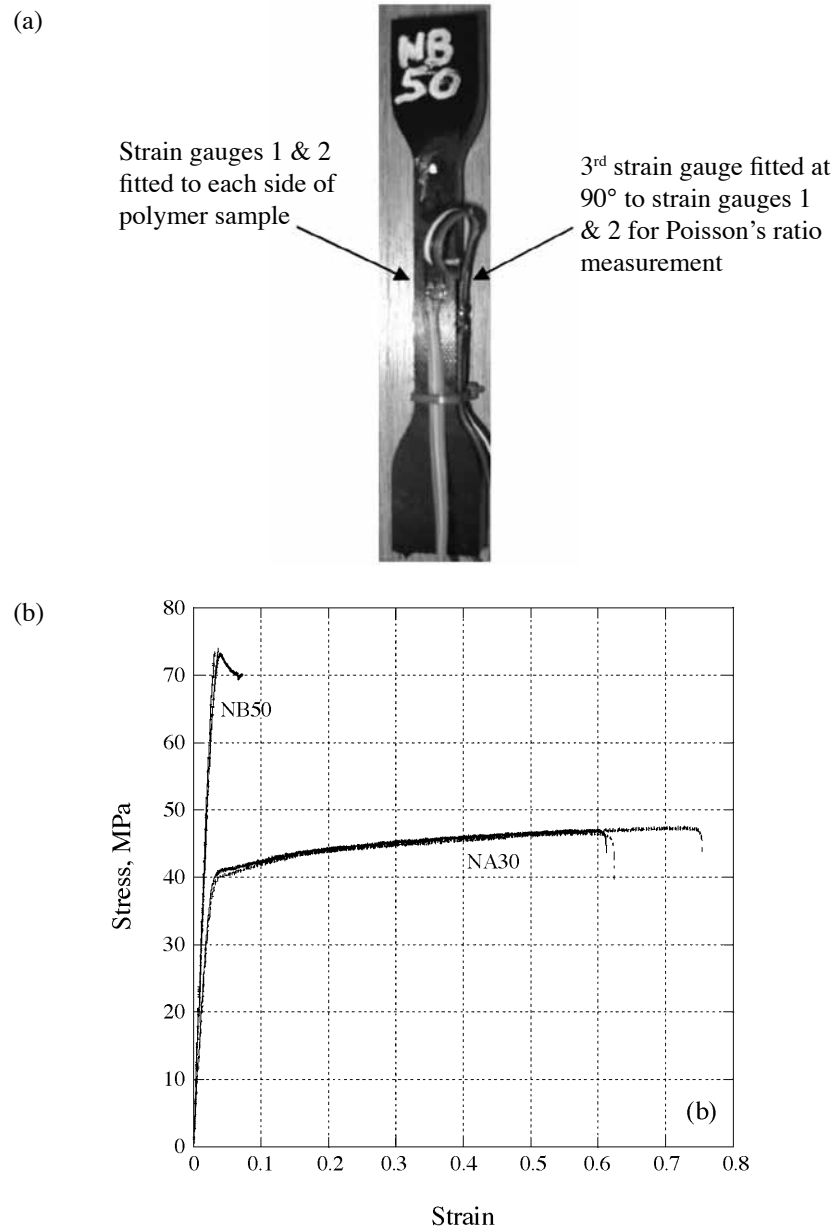 (a)
NB
50
Strain gauges 1 & 2
fitted to each side of
polymer sample
3rd strain gauge fitted at
90° to strain gauges 1
& 2 for Poisson's ratio
measurement
(b)
80
70
60
50
40
30
20
10
0
Stress, MPa
NB50
NA30
(b)
0 0.1 0.2 0.3 0.4 0.5 0.6 0.7 0.8
Strain